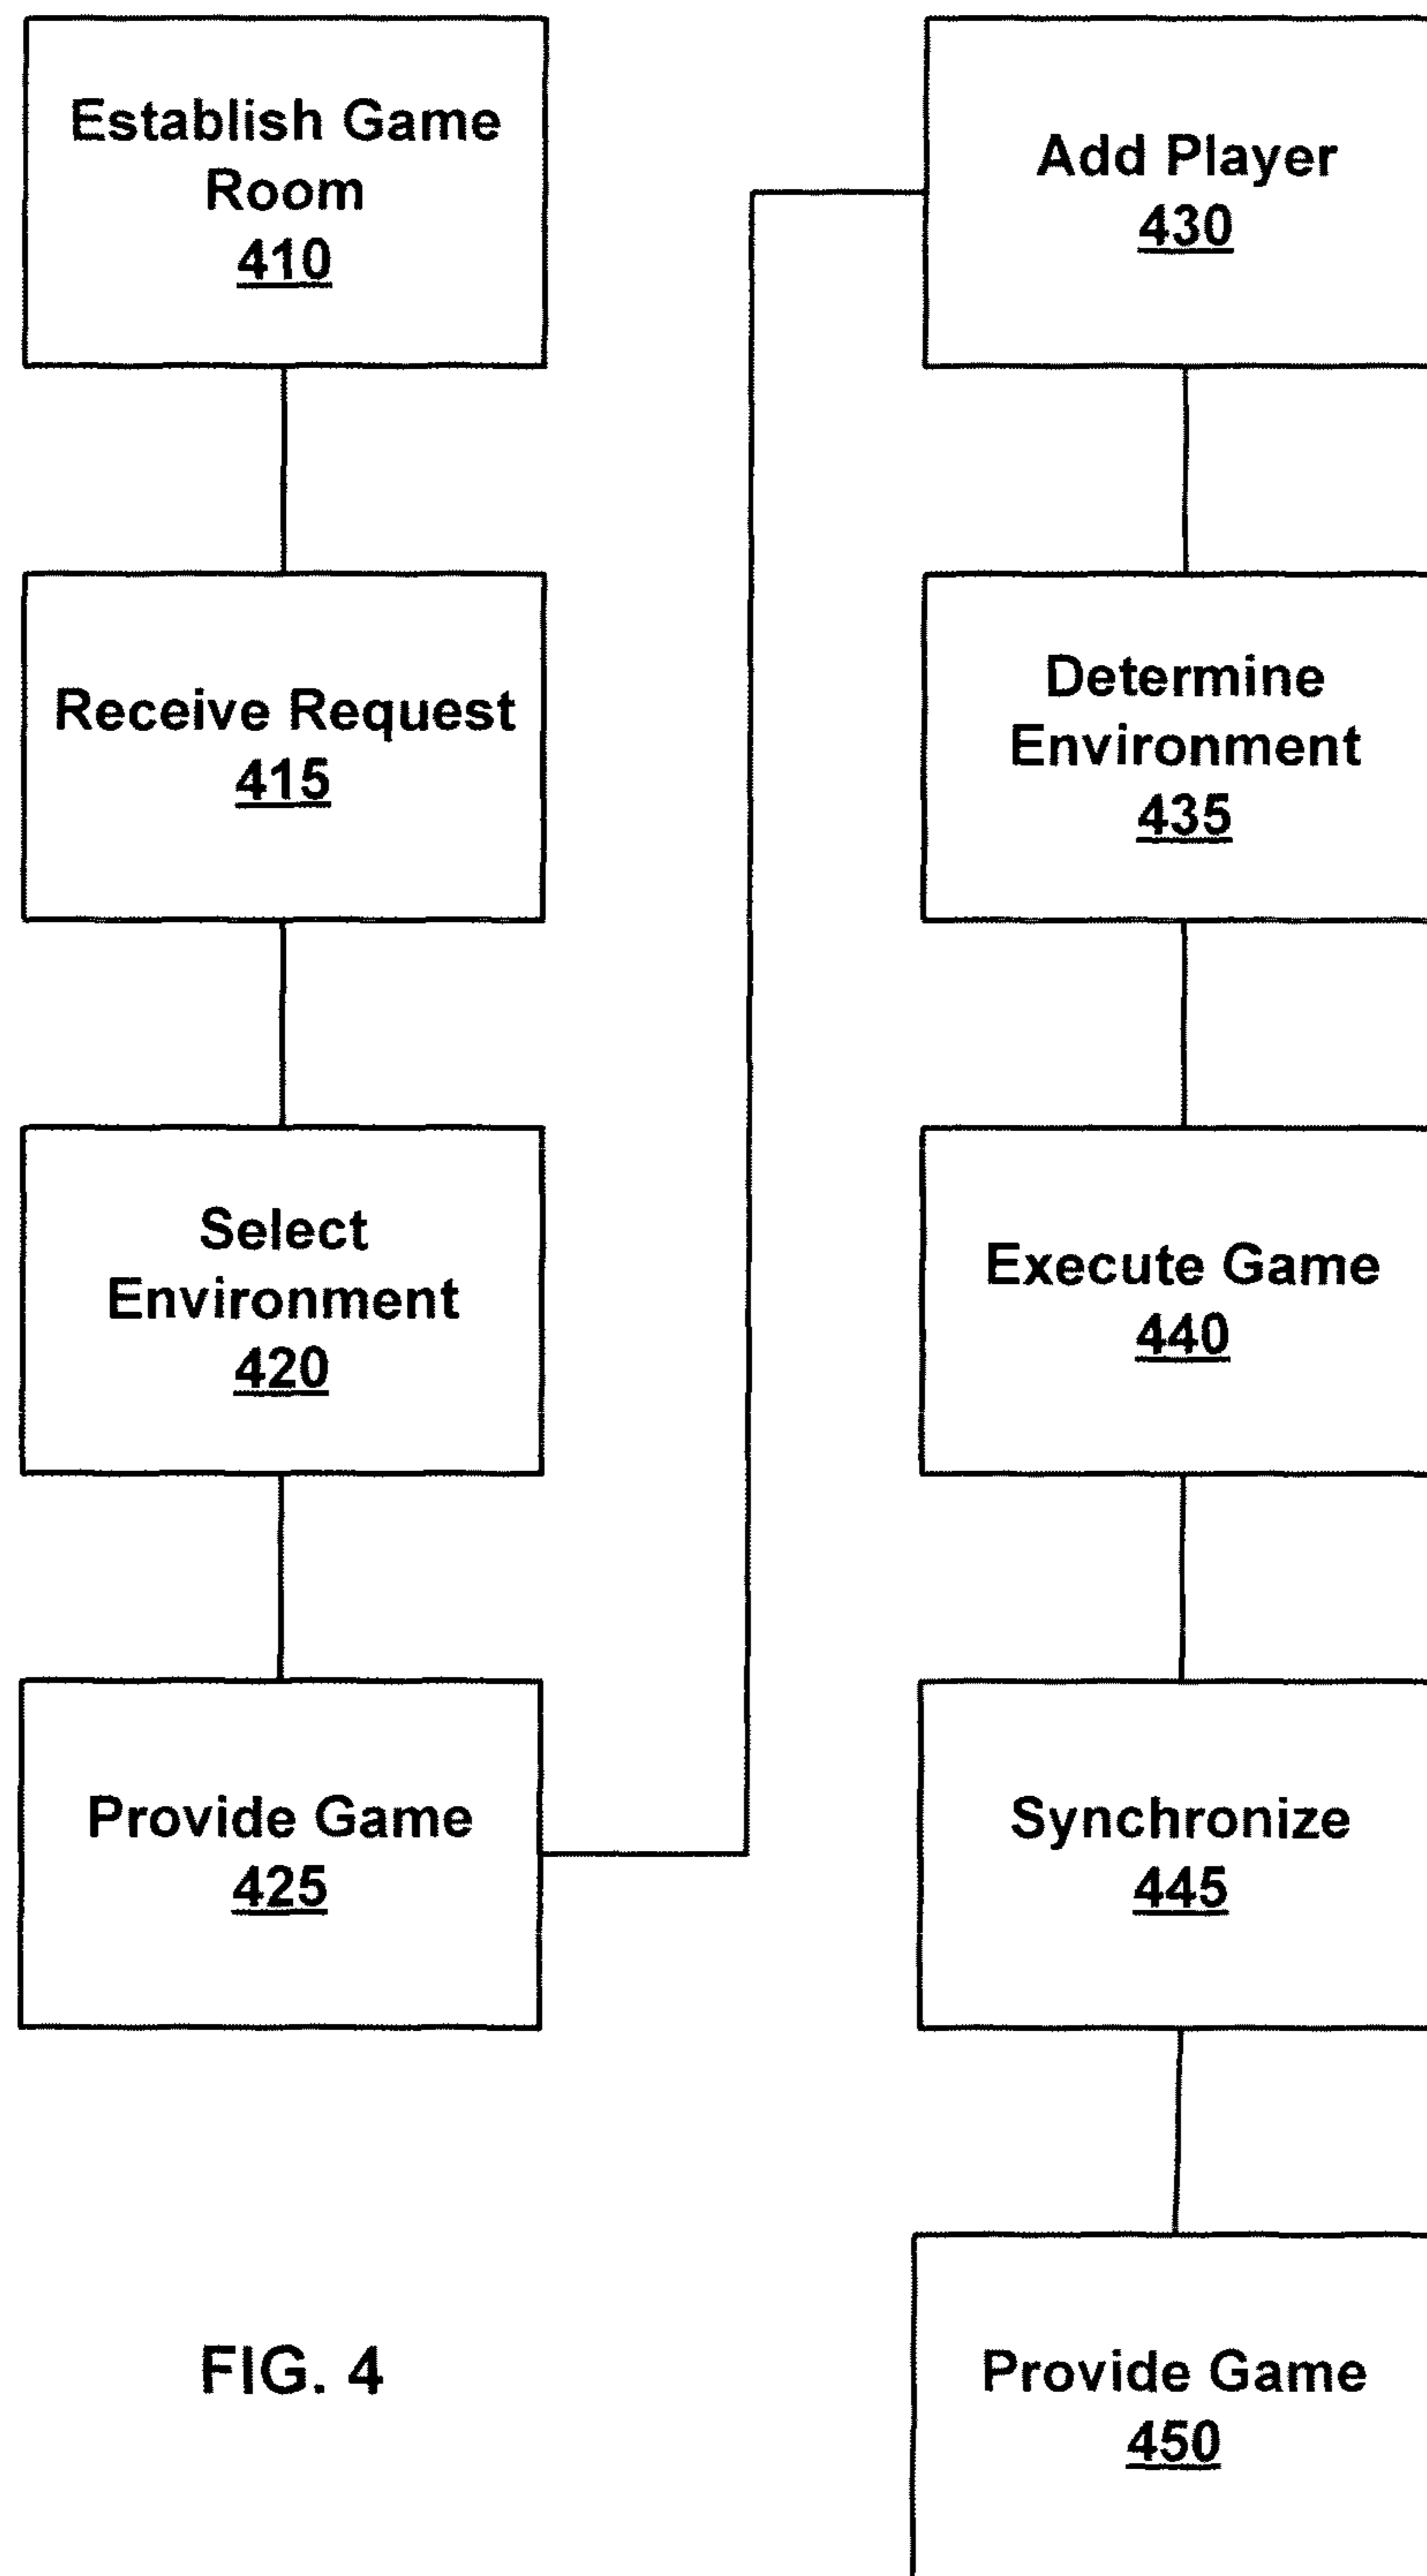 Establish Game
Room
410
Receive Request
415
Select
Environment
420
Provide Game
425
Add Player
430
Determine
Environment
435
Execute Game
440
Synchronize
445
Provide Game
450
FIG. 4